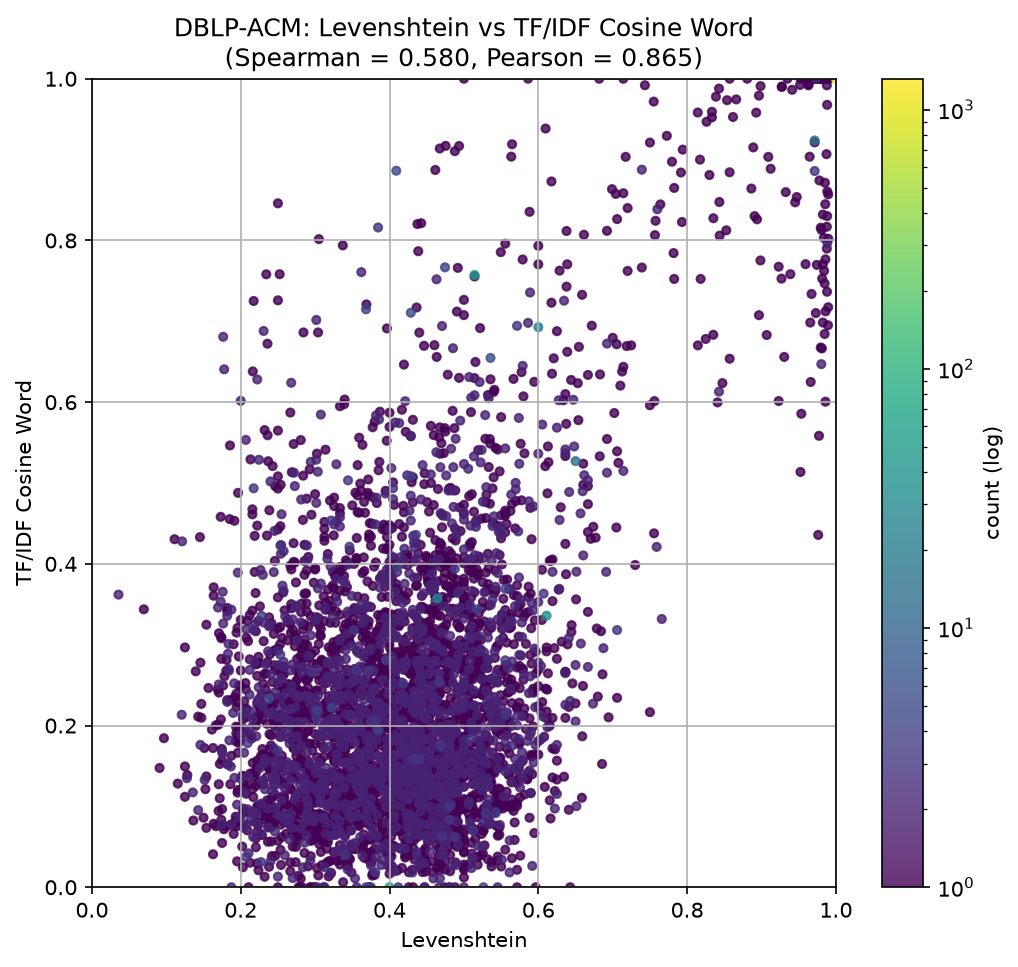 DBLP-ACM: Levenshtein vs TF/IDF Cosine Word
(Spearman = 0.580, Pearson = 0.865)
TF/IDF Cosine Word
1.0
0.8
0.6
0.4
0.2
0.0
0.0 0.2 0.4 0.6 0.8 1.0
Levenshtein
10³
10²
10¹
10⁰
count (log)